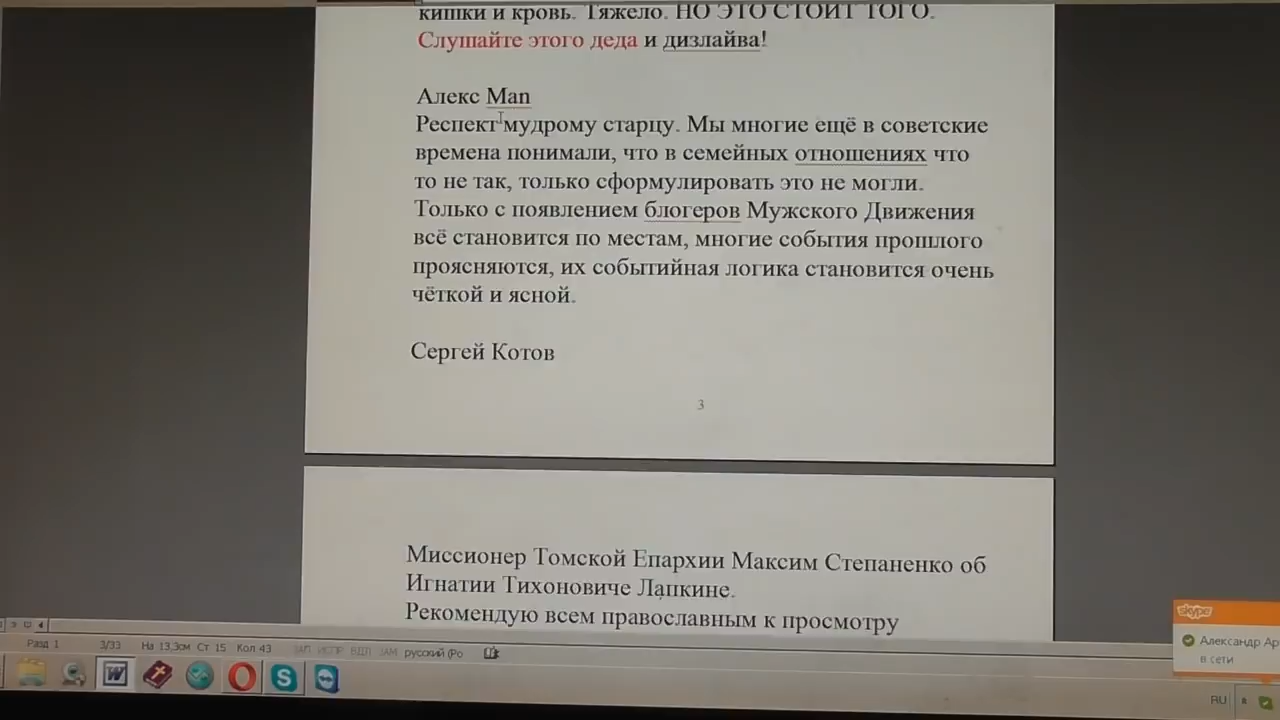 кишки и кровь. Тяжело. НО ЭТО СТОИТ ТОГО.
Слушайте этого деда и дизлайва!
Алекс Man
Респект мудрому старцу. Мы многие ещё в советские
времена понимали, что в семейных отношениях что
то не так, только сформулировать это не могли.
Только с появлением блогеров Мужского Движения
всё становится по местам, многие события прошлого
проясняются, их событийная логика становится очень
чёткой и ясной.
Сергей Котов
3
Миссионер Томской Епархии Максим Степаненко об
Игнатии Тихоновиче Лапкине.
Рекомендую всем православным к просмотру
skype
Александр Ар
в сети
Разд 1 3/33 На 13,3см Ст 15 Кол 43 ЗАП ИСПР ВДЛ ЗАМ русский (Ро
RU